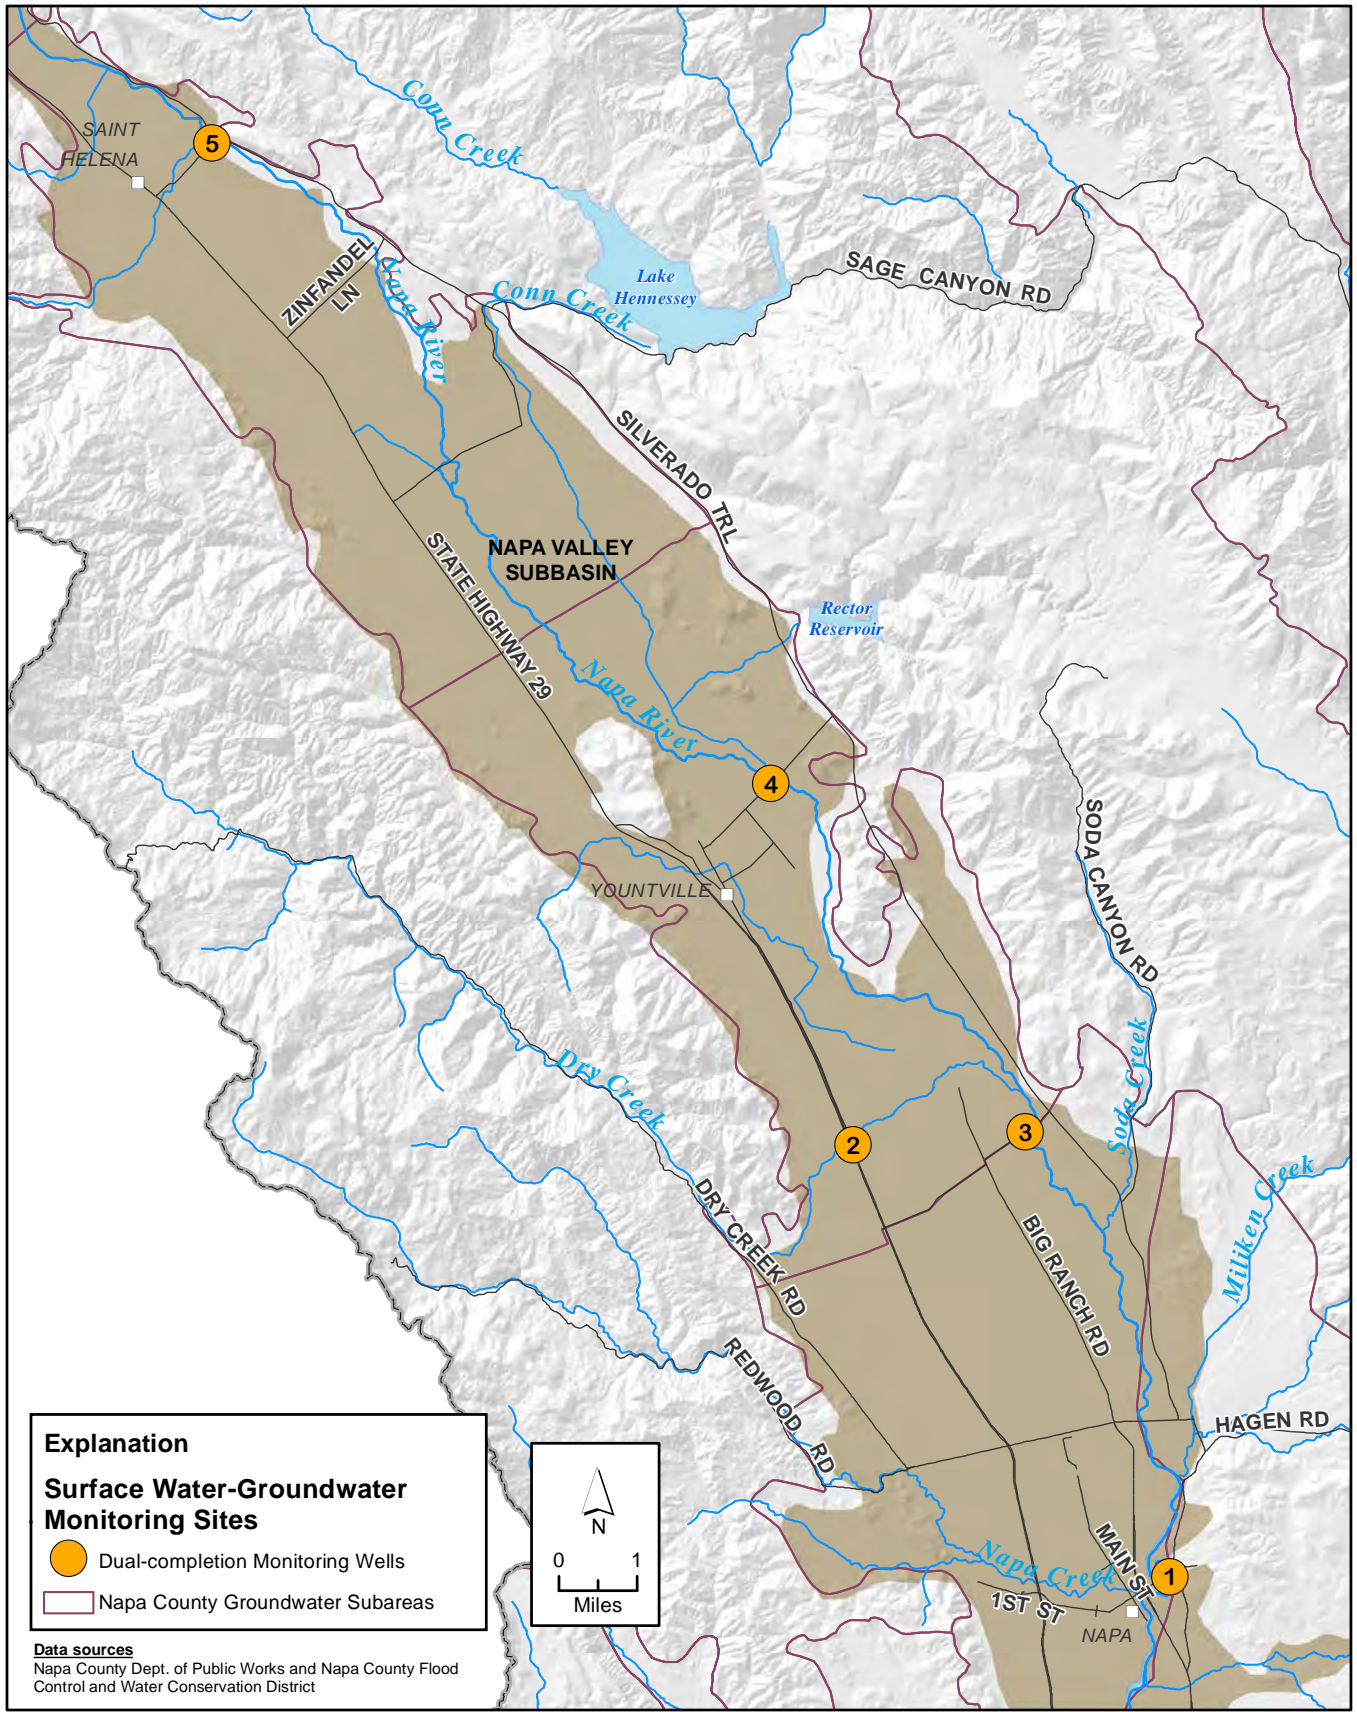 Conn Creek
SAINT
HELENA
5
ZINFANDEL
LN
Napa River
Conn Creek
Lake
Hennessey
SAGE CANYON RD
SILVERADO TRL
STATE HIGHWAY 29
NAPA VALLEY
SUBBASIN
Rector
Reservoir
Napa River
4
YOUNTVILLE
SODA CANYON RD
Dry Creek
Soda Creek
2
3
DRY CREEK RD
BIG RANCH RD
Miliken Creek
REDWOOD RD
HAGEN RD
Napa Creek
MAIN ST
1
1ST ST
NAPA
Explanation
Surface Water-Groundwater
Monitoring Sites
Dual-completion Monitoring Wells
Napa County Groundwater Subareas
N
0 1
Miles
Data sources
Napa County Dept. of Public Works and Napa County Flood
Control and Water Conservation District